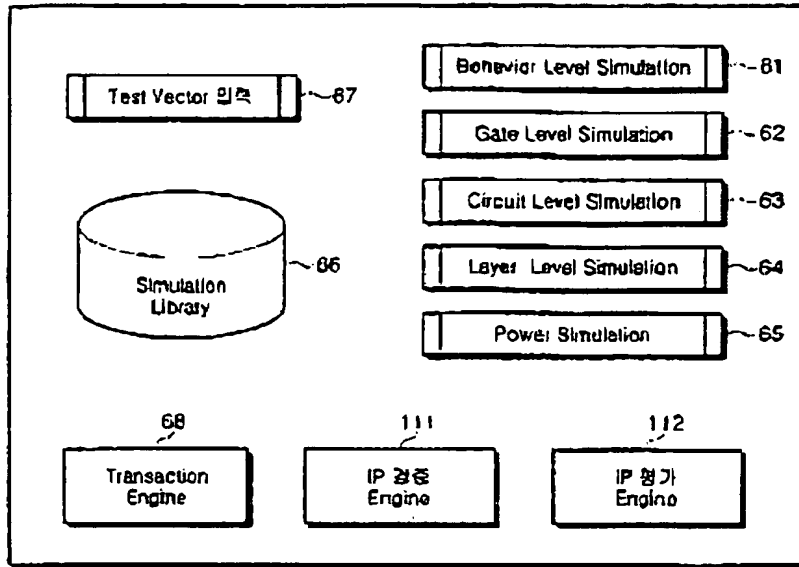 Behavior Level Simulation 61
Test Vector 입력 67
Gate Level Simulation 62
Circuit Level Simulation 63
Simulation
Library
66
Layer Level Simulation 64
Power Simulation 65
68
Transaction
Engine
111
IP 검증
Engine
112
IP 평가
Engine